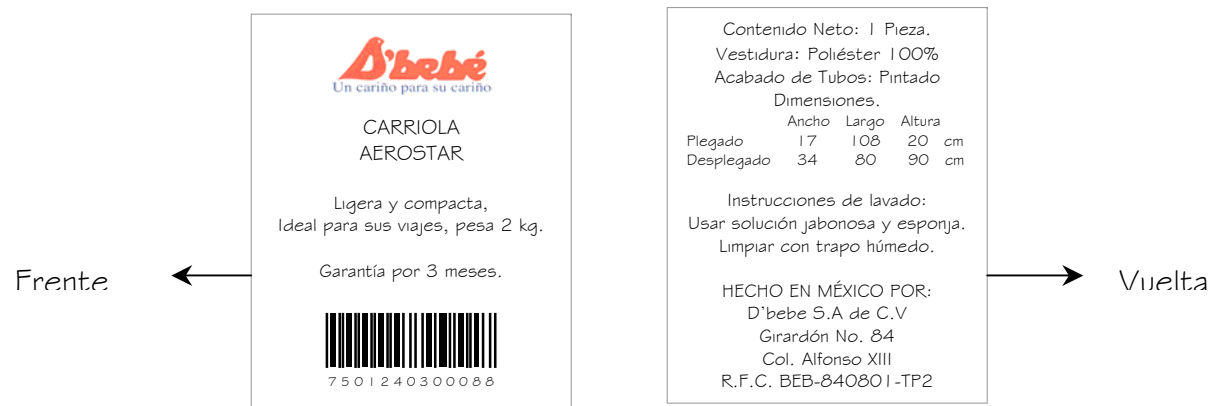 D'bebé
Un cariño para su cariño
CARRIOLA
AEROSTAR
Ligera y compacta,
Ideal para sus viajes, pesa 2 kg.
Garantía por 3 meses.
7501240300088
Frente
Contenido Neto: 1 Pieza.
Vestidura: Poliéster 100%
Acabado de Tubos: Pintado
Dimensiones.
Ancho Largo Altura
Plegado 17 108 20 cm
Desplegado 34 80 90 cm
Instrucciones de lavado:
Usar solución jabonosa y esponja.
Limpiar con trapo húmedo.
HECHO EN MÉXICO POR:
D'bebe S.A de C.V
Girardón No. 84
Col. Alfonso XIII
R.F.C. BEB-840801-TP2
Vuelta